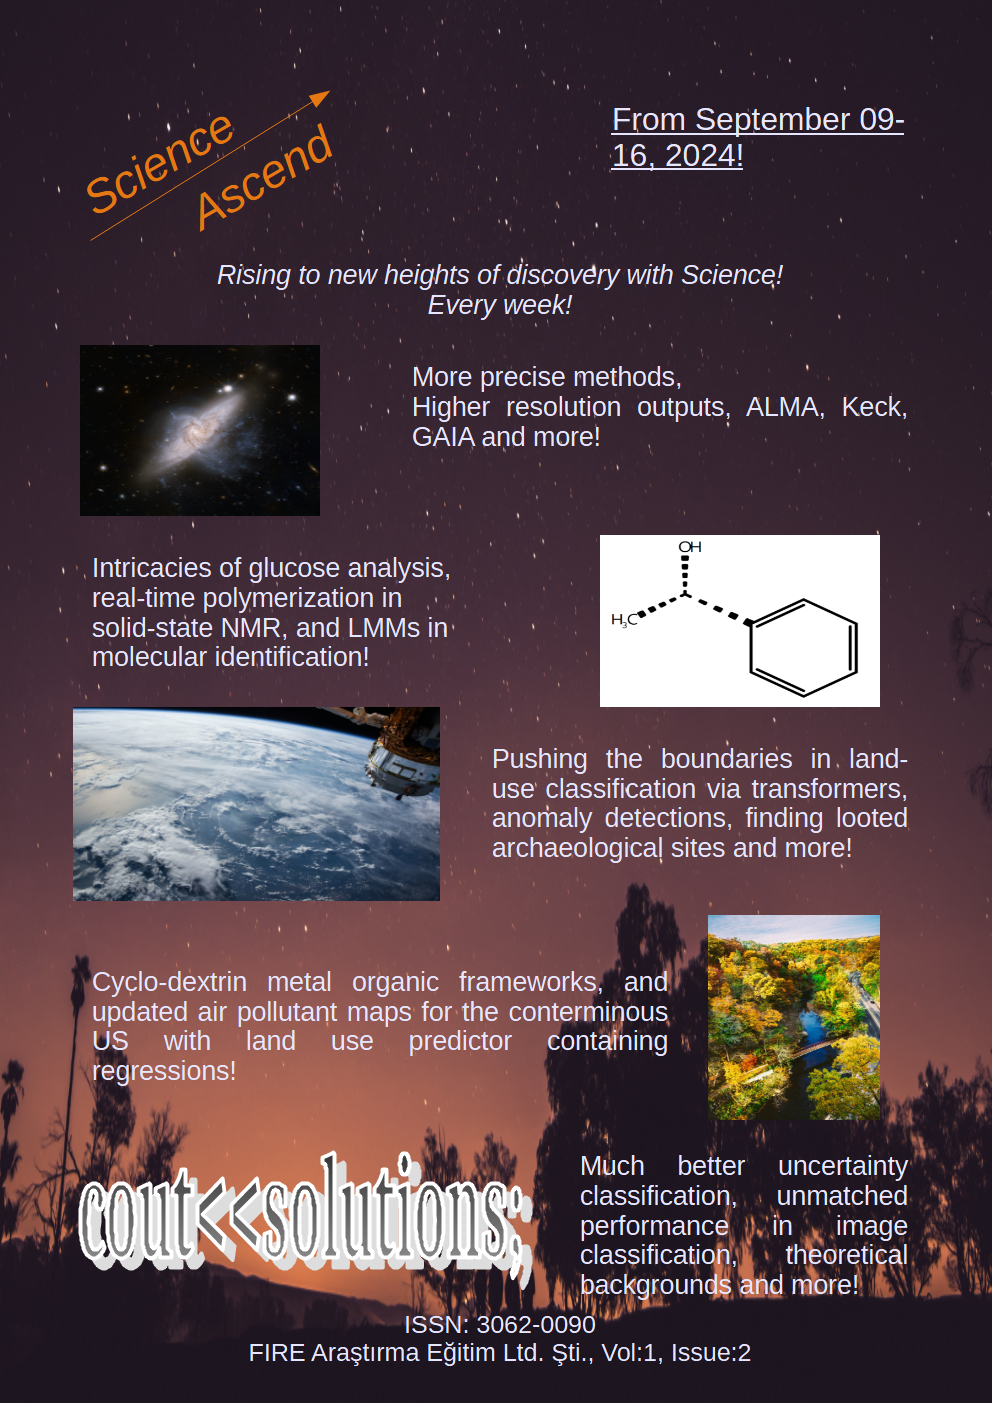 Science
Ascend
From September 09-
16, 2024!
Rising to new heights of discovery with Science!
Every week!
More precise methods,
Higher resolution outputs, ALMA, Keck,
GAIA and more!
Intricacies of glucose analysis,
real-time polymerization in
solid-state NMR, and LMMs in
molecular identification!
OH
H3C
Pushing the boundaries in land-
use classification via transformers,
anomaly detections, finding looted
archaeological sites and more!
Cyclo-dextrin metal organic frameworks, and
updated air pollutant maps for the conterminous
US with land use predictor containing
regressions!
cout<<solutions;
Much better uncertainty
classification, unmatched
performance in image
classification, theoretical
backgrounds and more!
ISSN: 3062-0090
FIRE Araştırma Eğitim Ltd. Şti., Vol:1, Issue:2